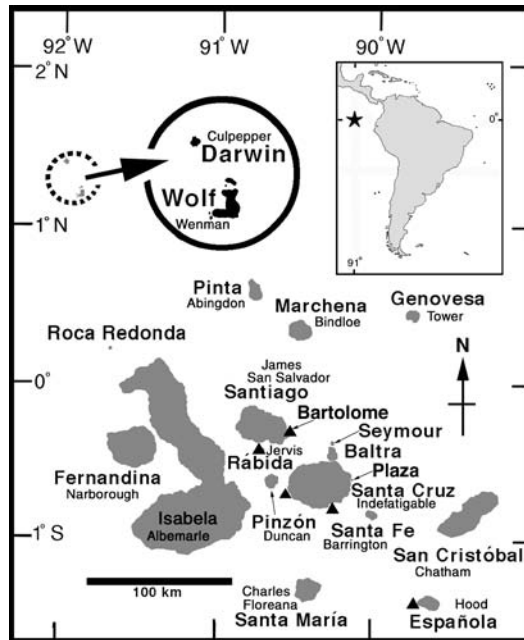 92°W
91°W
90°W
2°N
Culpepper
Darwin
Wolf
Wenman
0°
91°
1°N
Pinta
Abingdon
Marchena
Bindloe
Genovesa
Tower
Roca Redonda
N
0°
James
San Salvador
Santiago
Bartolome
Seymour
Baltra
Jervis
Rábida
Plaza
Fernandina
Narborough
Santa Cruz
Indefatigable
Isabela
Albemarle
Pinzón
Duncan
Santa Fe
Barrington
1°S
San Cristóbal
Chatham
100 km
Charles
Floreana
Santa María
Hood
Española